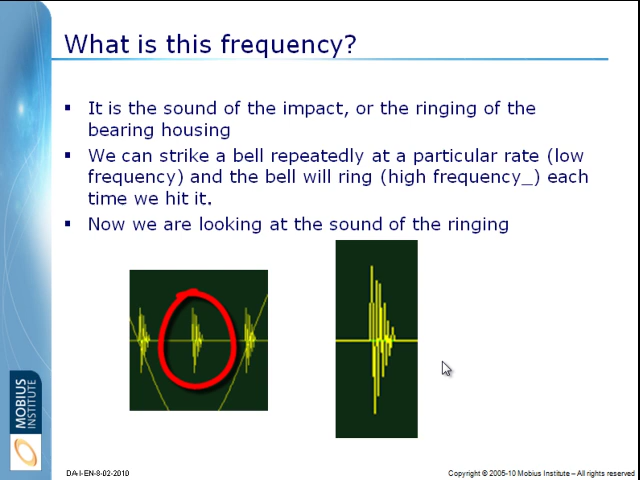 What is this frequency?
▪ It is the sound of the impact, or the ringing of the
bearing housing
▪ We can strike a bell repeatedly at a particular rate (low
frequency) and the bell will ring (high frequency_) each
time we hit it.
▪ Now we are looking at the sound of the ringing
MOBIUS
INSTITUTE
DA-I-EN-8-02-2010
Copyright © 2005-10 Mobius Institute – All rights reserved